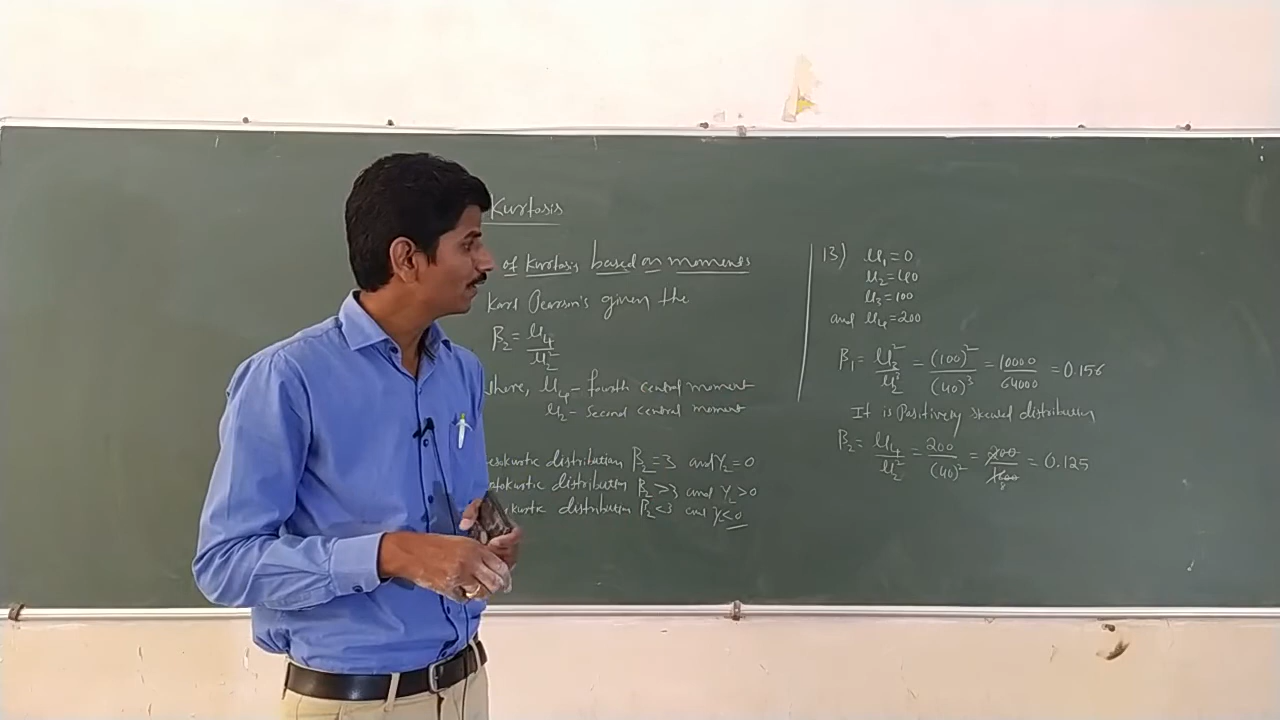 Kurtosis
of Kurtosis based on moments
Karl Pearson's given the
β₂ = μ₄/μ₂²
here, μ₄ - fourth central moment
μ₂ - second central moment
esokurtic distribution β₂=3 and γ₂=0
tokurtic distribution β₂>3 and γ₂>0
kurtic distribution β₂<3 and γ₂<0
13) μ₁=0
μ₂=40
μ₃=100
and μ₄=200
β₁ = μ₃²/μ₂² = (100)²/(40)³ = 10000/64000 = 0.156
It is Positively skewed distribution
β₂ = μ₄/μ₂² = 200/(40)² = 200/1600 8 = 0.125